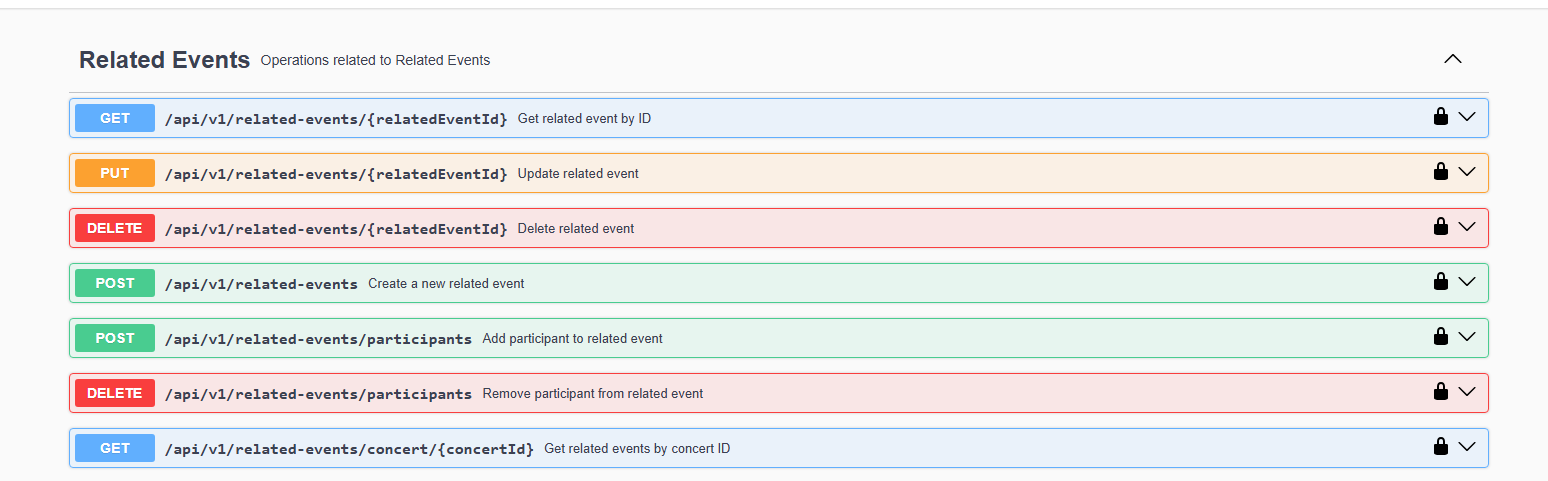 Related Events Operations related to Related Events
GET /api/v1/related-events/{relatedEventId} Get related event by ID
PUT /api/v1/related-events/{relatedEventId} Update related event
DELETE /api/v1/related-events/{relatedEventId} Delete related event
POST /api/v1/related-events Create a new related event
POST /api/v1/related-events/participants Add participant to related event
DELETE /api/v1/related-events/participants Remove participant from related event
GET /api/v1/related-events/concert/{concertId} Get related events by concert ID